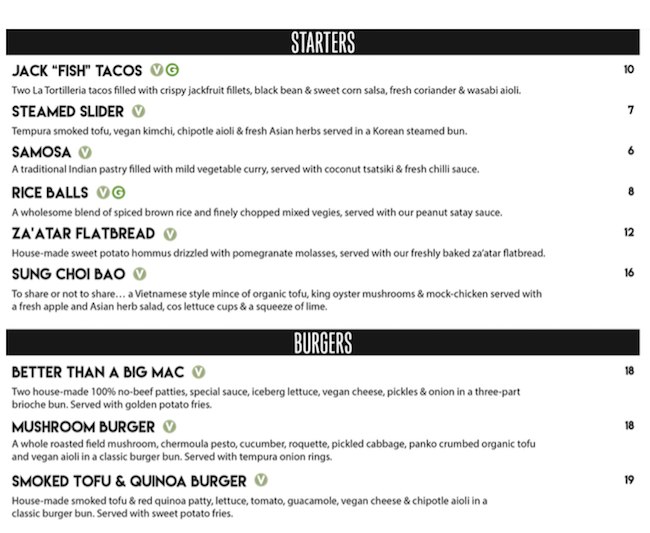 STARTERS
JACK “FISH” TACOS V G 10
Two La Tortilleria tacos filled with crispy jackfruit fillets, black bean & sweet corn salsa, fresh coriander & wasabi aioli.
STEAMED SLIDER V 7
Tempura smoked tofu, vegan kimchi, chipotle aioli & fresh Asian herbs served in a Korean steamed bun.
SAMOSA V 6
A traditional Indian pastry filled with mild vegetable curry, served with coconut tsatsiki & fresh chilli sauce.
RICE BALLS V G 8
A wholesome blend of spiced brown rice and finely chopped mixed vegies, served with our peanut satay sauce.
ZA'ATAR FLATBREAD V 12
House-made sweet potato hommus drizzled with pomegranate molasses, served with our freshly baked za’atar flatbread.
SUNG CHOI BAO V 16
To share or not to share… a Vietnamese style mince of organic tofu, king oyster mushrooms & mock-chicken served with
a fresh apple and Asian herb salad, cos lettuce cups & a squeeze of lime.
BURGERS
BETTER THAN A BIG MAC V 18
Two house-made 100% no-beef patties, special sauce, iceberg lettuce, vegan cheese, pickles & onion in a three-part
brioche bun. Served with golden potato fries.
MUSHROOM BURGER V 18
A whole roasted field mushroom, chermoula pesto, cucumber, roquette, pickled cabbage, panko crumbed organic tofu
and vegan aioli in a classic burger bun. Served with tempura onion rings.
SMOKED TOFU & QUINOA BURGER V 19
House-made smoked tofu & red quinoa patty, lettuce, tomato, guacamole, vegan cheese & chipotle aioli in a
classic burger bun. Served with sweet potato fries.